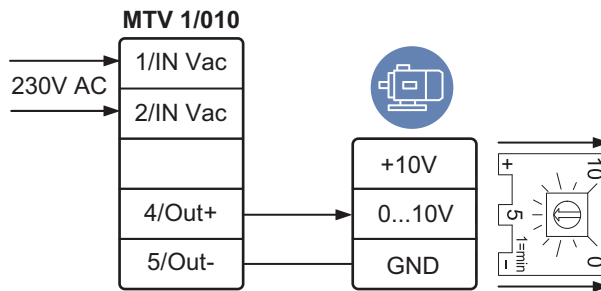 MTV 1/010
1/IN Vac
230V AC
2/IN Vac
4/Out+
5/Out-
+10V
0...10V
GND
+ 10
5
1=min
- 0